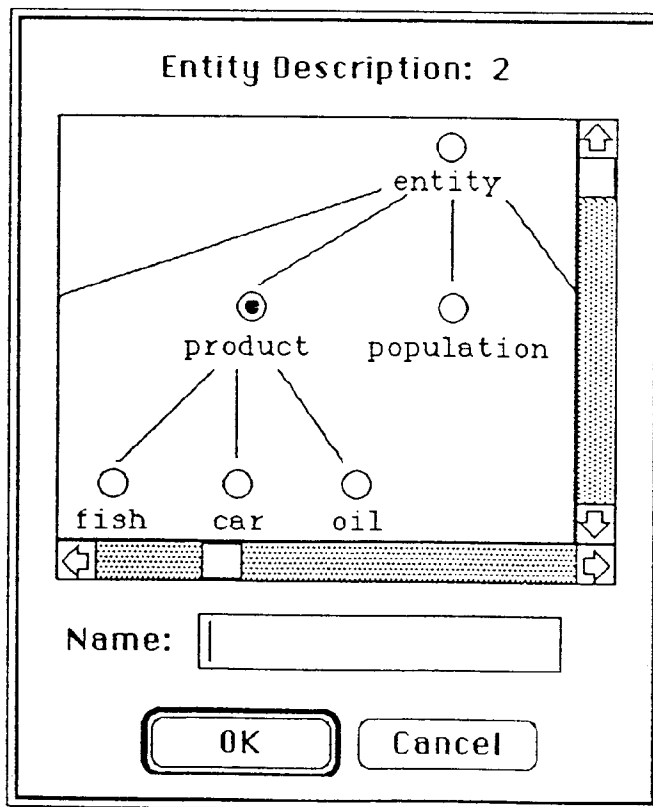 Entity Description: 2
entity
product population
fish car oil
Name:
OK Cancel